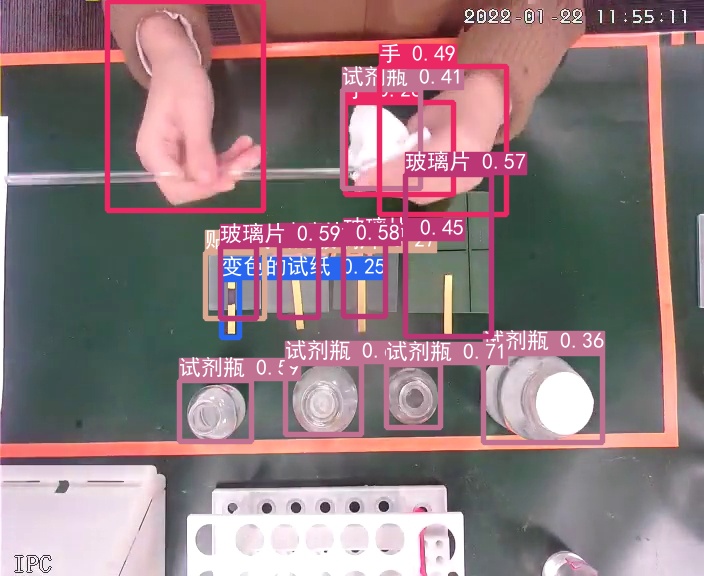 2022-01-22 11:55:11
手 0.49
试剂瓶 0.41
玻璃片 0.57
玻璃片 0.59
0.58
0.45
变色的试纸 0.25
试剂瓶 0.36
试剂瓶 0.
试剂瓶 0.71
试剂瓶 0.59
IPC